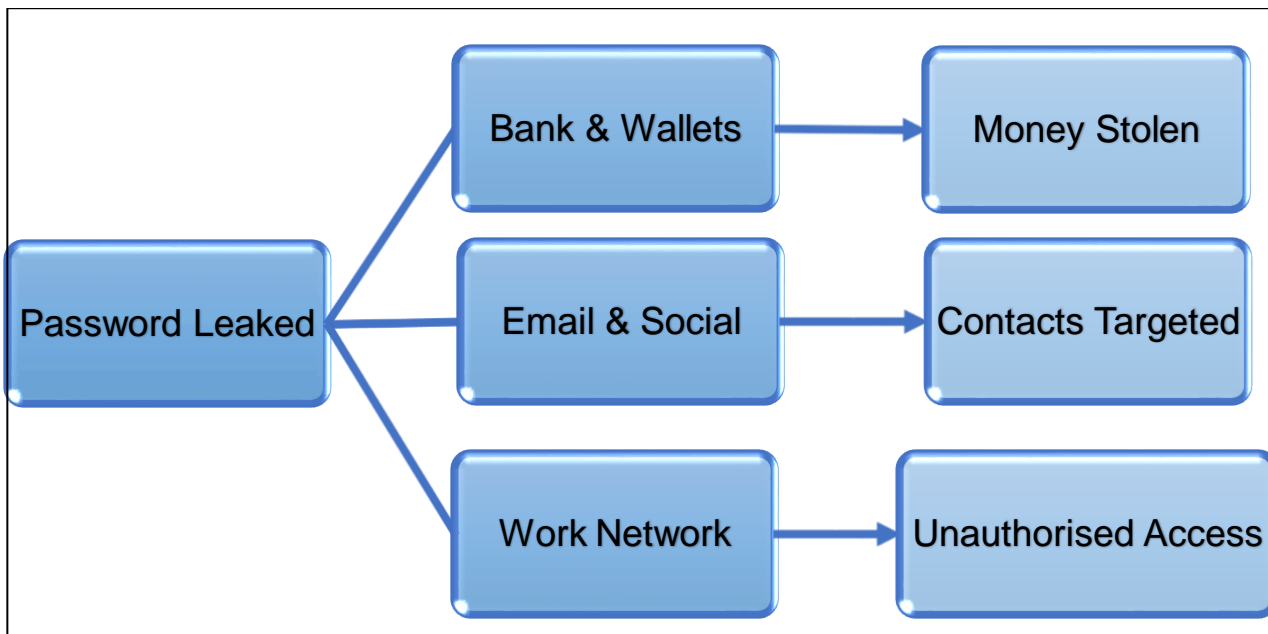 Bank & Wallets
Money Stolen
Password Leaked
Email & Social
Contacts Targeted
Work Network
Unauthorised Access